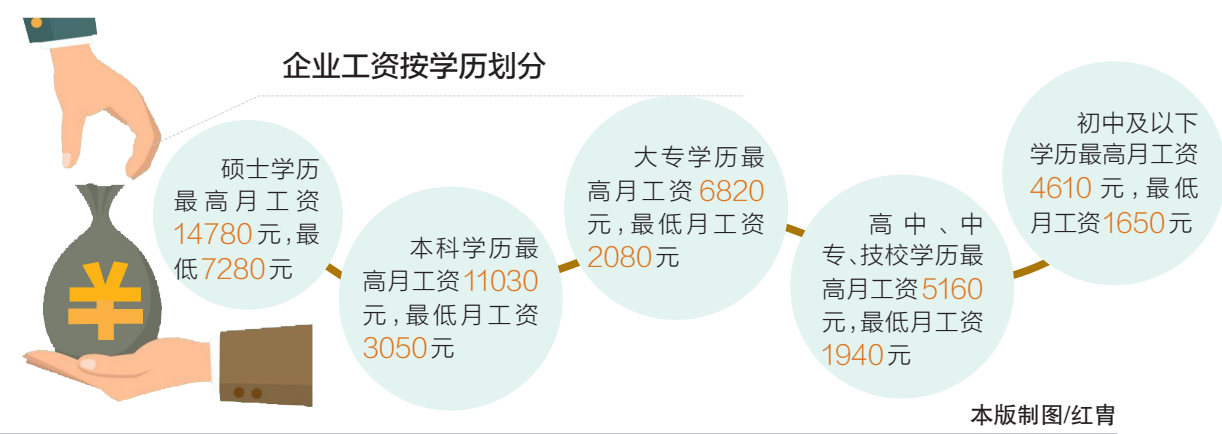 企业工资按学历划分
硕士学历
最高月工资
14780元,最
低7280元
本科学历最
高月工资11030
元,最低月工资
3050元
大专学历最
高月工资6820
元,最低月工资
2080元
高中、中
专、技校学历最
高月工资5160
元,最低月工资
1940元
初中及以下
学历最高月工资
4610元,最低
月工资1650元
本版制图/红胄